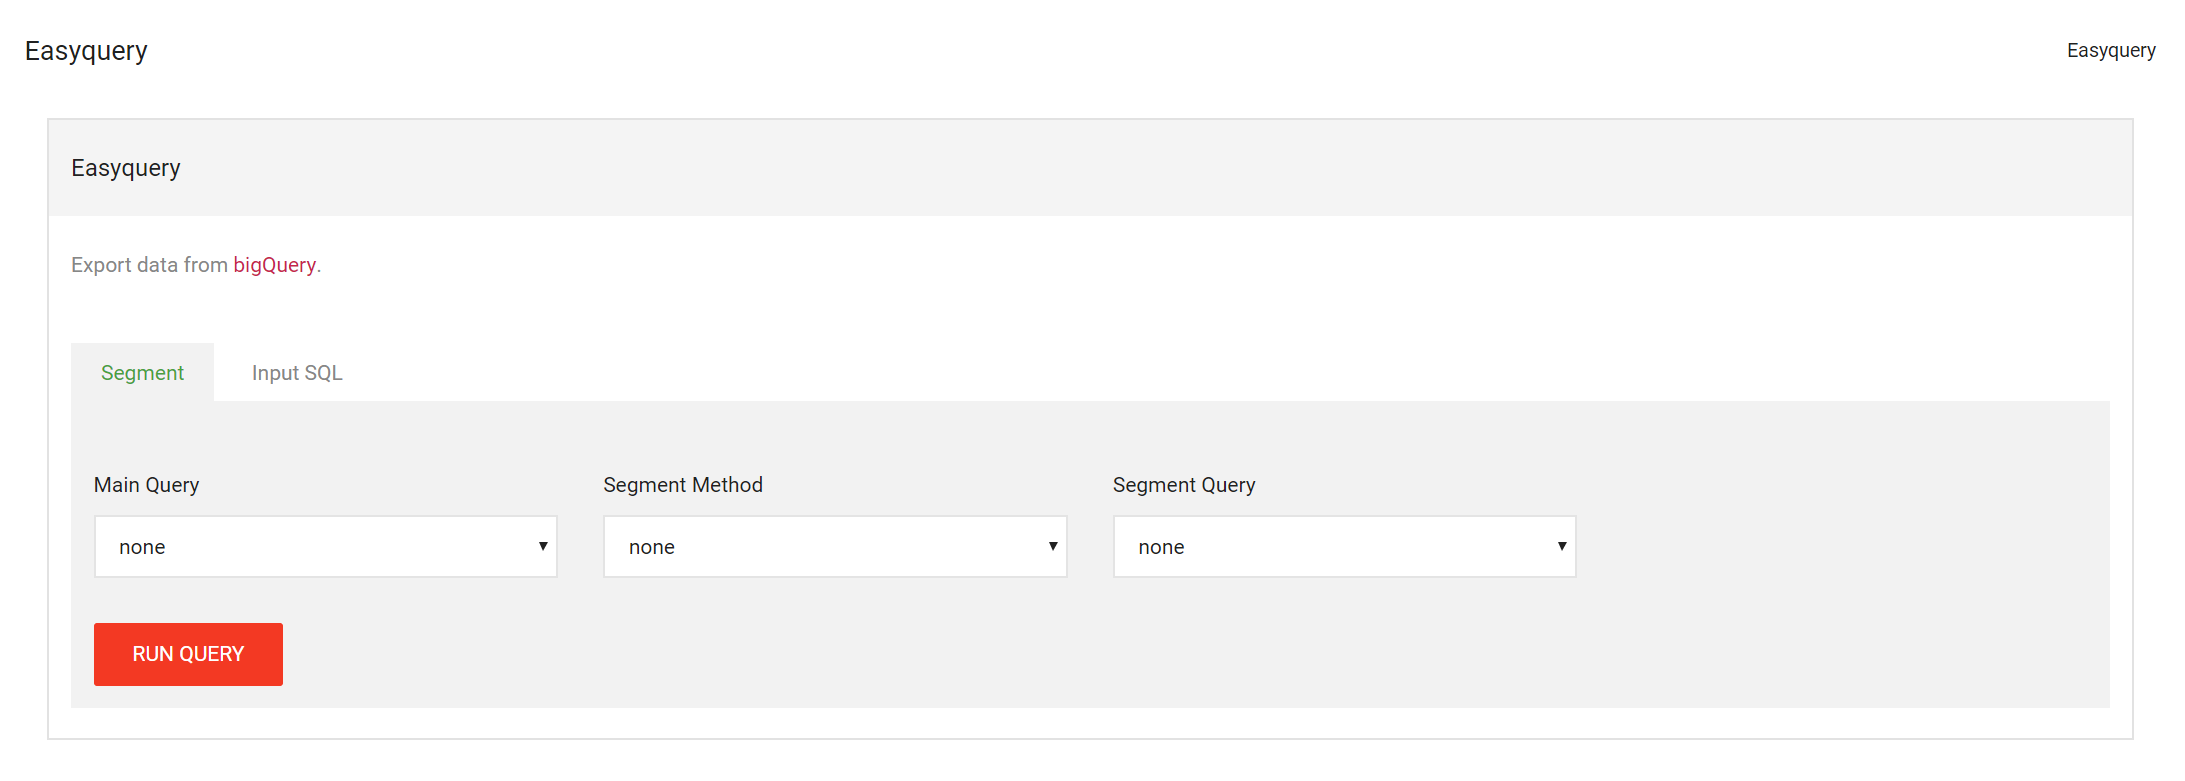 Easyquery
Easyquery
Easyquery
Export data from bigQuery.
Segment
Input SQL
Main Query
Segment Method
Segment Query
none
none
none
RUN QUERY